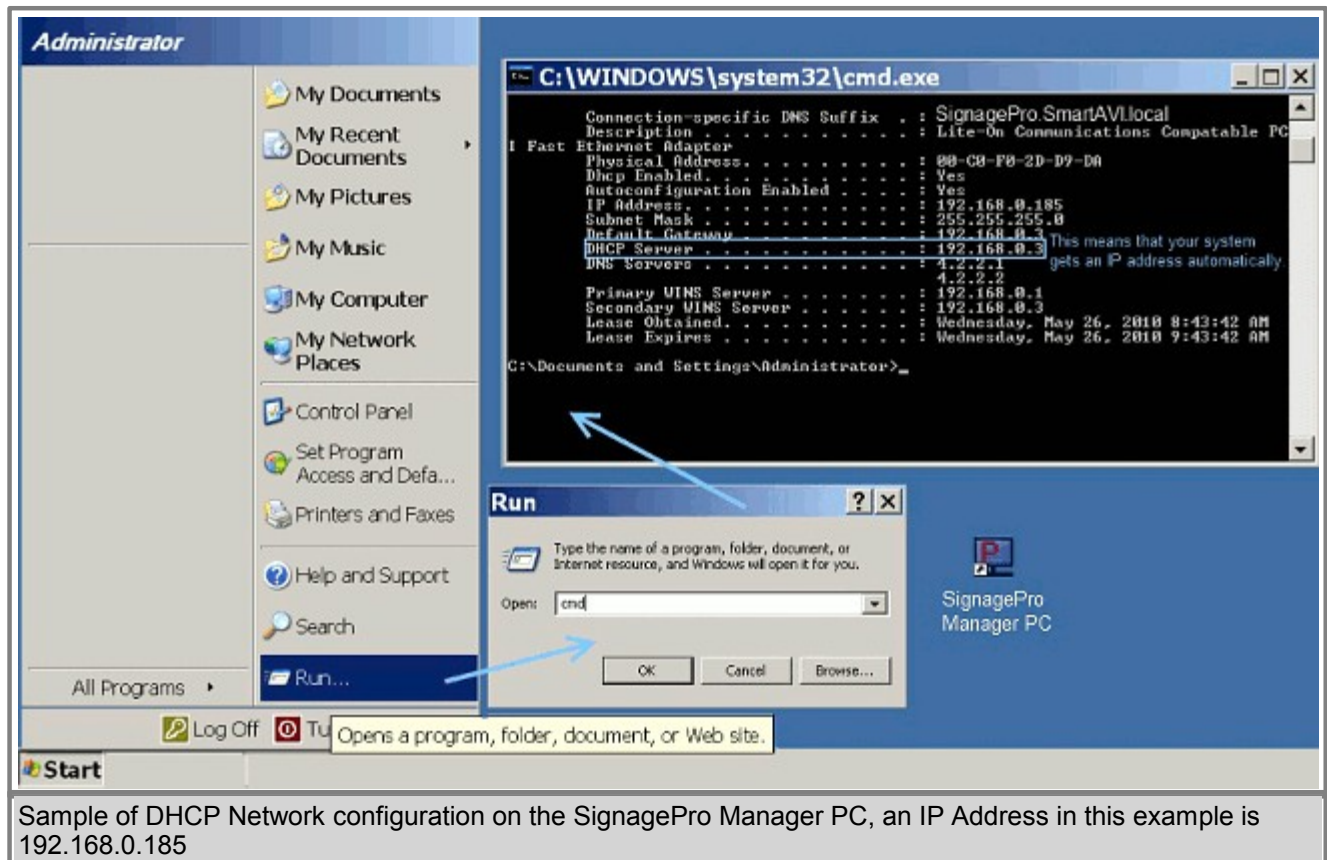 Administrator
My Documents
My Recent
Documents
My Pictures
My Music
My Computer
My Network
Places
Control Panel
Set Program
Access and Defa...
Printers and Faxes
Help and Support
Search
Run...
All Programs
Log Off Tu
Opens a program, folder, document, or Web site.
Start
C:\WINDOWS\system32\cmd.exe
Connection-specific DNS Suffix . : SignagePro.SmartAVI.local
Description . . . . . . . . . . . : Lite-On Communications Compatable PC
I Fast Ethernet Adapter
Physical Address. . . . . . . . . : 00-C0-F0-2D-D9-DA
Dhcp Enabled. . . . . . . . . . . : Yes
Autoconfiguration Enabled . . . . : Yes
IP Address. . . . . . . . . . . . : 192.168.0.185
Subnet Mask . . . . . . . . . . . : 255.255.255.0
Default Gateway . . . . . . . . . : 192.168.0.3
DHCP Server . . . . . . . . . . . : 192.168.0.3 This means that your system
gets an IP address automatically.
DNS Servers . . . . . . . . . . . : 4.2.2.1
4.2.2.2
Primary WINS Server . . . . . . . : 192.168.0.1
Secondary WINS Server . . . . . . : 192.168.0.3
Lease Obtained. . . . . . . . . . : Wednesday, May 26, 2010 8:43:42 AM
Lease Expires . . . . . . . . . . : Wednesday, May 26, 2010 9:43:42 AM
C:\Documents and Settings\Administrator>_
Run
Type the name of a program, folder, document, or
Internet resource, and Windows will open it for you.
Open: cmd
OK Cancel Browse...
SignagePro
Manager PC
Sample of DHCP Network configuration on the SignagePro Manager PC, an IP Address in this example is
192.168.0.185